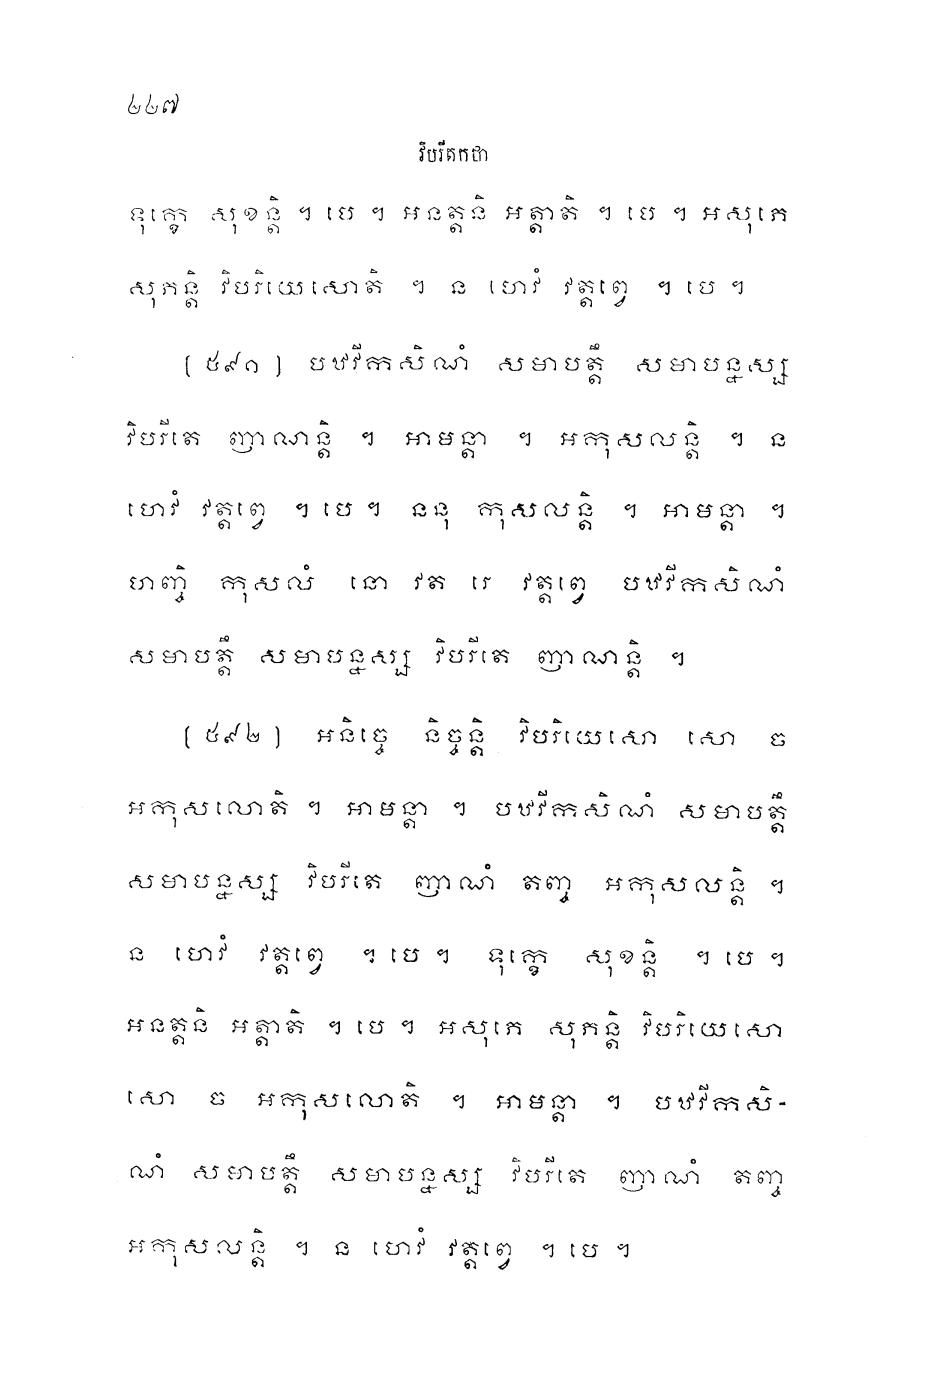 ២២៧
វិបរីតកថា
ទុក្ខេ សុខន្តិ ។ បេ ។ អនត្តនិ អត្តាតិ ។ បេ ។ អសុភេ
សុភន្តិ វិបរិយេសោតិ ។ ន ហេវំ វត្តព្វេ ។ បេ ។
(៥៩១) បឋវីកសិណំ សមាបត្តឹ សមាបន្នស្ស
វិបរីតេ ញាណន្តិ ។ អាមន្តា ។ អកុសលន្តិ ។ ន
ហេវំ វត្តព្វេ ។ បេ ។ ននុ កុសលន្តិ ។ អាមន្តា ។
ហញ្ចិ កុសលំ នោ វត រេ វត្តព្វេ បឋវីកសិណំ
សមាបត្តឹ សមាបន្នស្ស វិបរីតេ ញាណន្តិ ។
(៥៩២) អនិច្ចេ និច្ចន្តិ វិបរិយេសោ សោ ច
អកុសលោតិ ។ អាមន្តា ។ បឋវីកសិណំ សមាបត្តឹ
សមាបន្នស្ស វិបរីតេ ញាណំ តញ្ច អកុសលន្តិ ។
ន ហេវំ វត្តព្វេ ។ បេ ។ ទុក្ខេ សុខន្តិ ។ បេ ។
អនត្តនិ អត្តាតិ ។ បេ ។ អសុភេ សុភន្តិ វិបរិយេសោ
សោ ច អកុសលោតិ ។ អាមន្តា ។ បឋវីកសិ-
ណំ សមាបត្តឹ សមាបន្នស្ស វិបរីតេ ញាណំ តញ្ច
អកុសលន្តិ ។ ន ហេវំ វត្តព្វេ ។ បេ ។